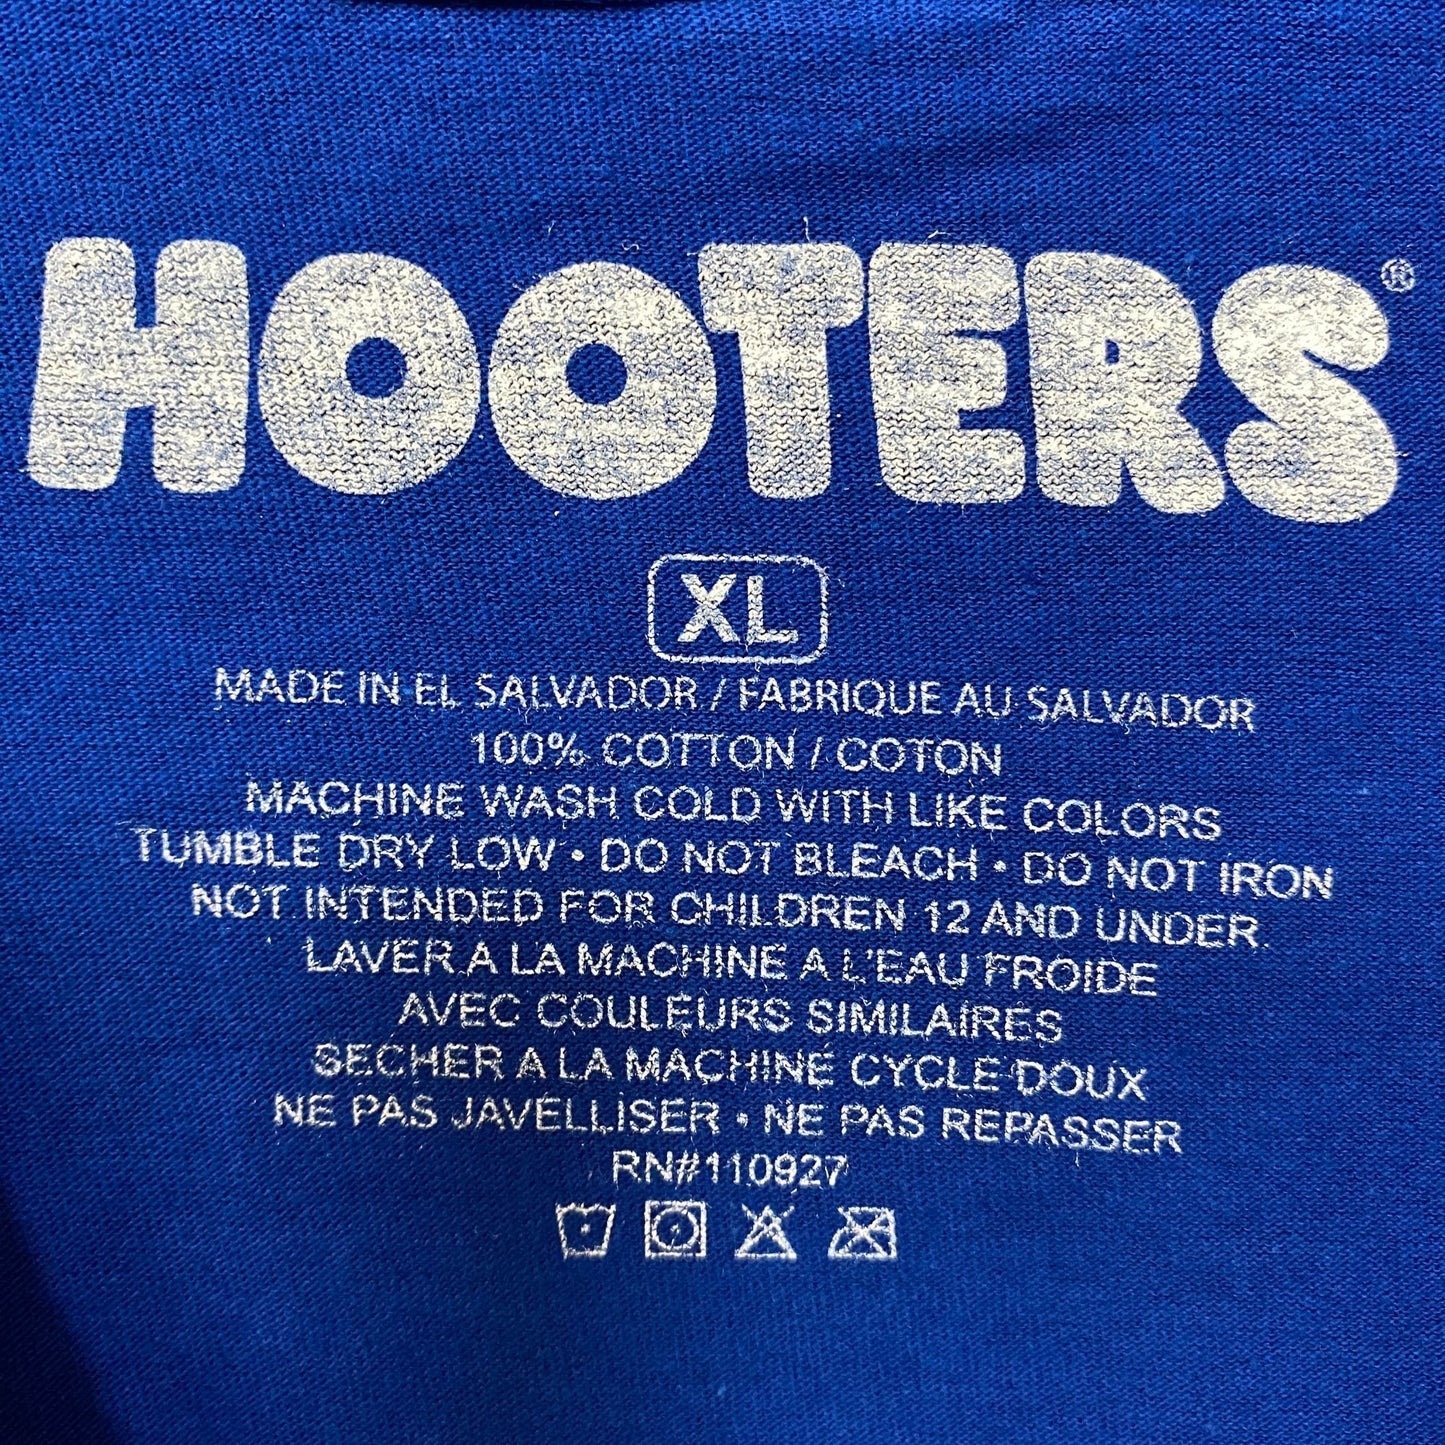 HOOTERS®
XL
MADE IN EL SALVADOR / FABRIQUE AU SALVADOR
100% COTTON / COTON
MACHINE WASH COLD WITH LIKE COLORS
TUMBLE DRY LOW • DO NOT BLEACH • DO NOT IRON
NOT INTENDED FOR CHILDREN 12 AND UNDER.
LAVER A LA MACHINE A L'EAU FROIDE
AVEC COULEURS SIMILAIRES
SECHER A LA MACHINE CYCLE DOUX
NE PAS JAVELLISER • NE PAS REPASSER
RN#110927